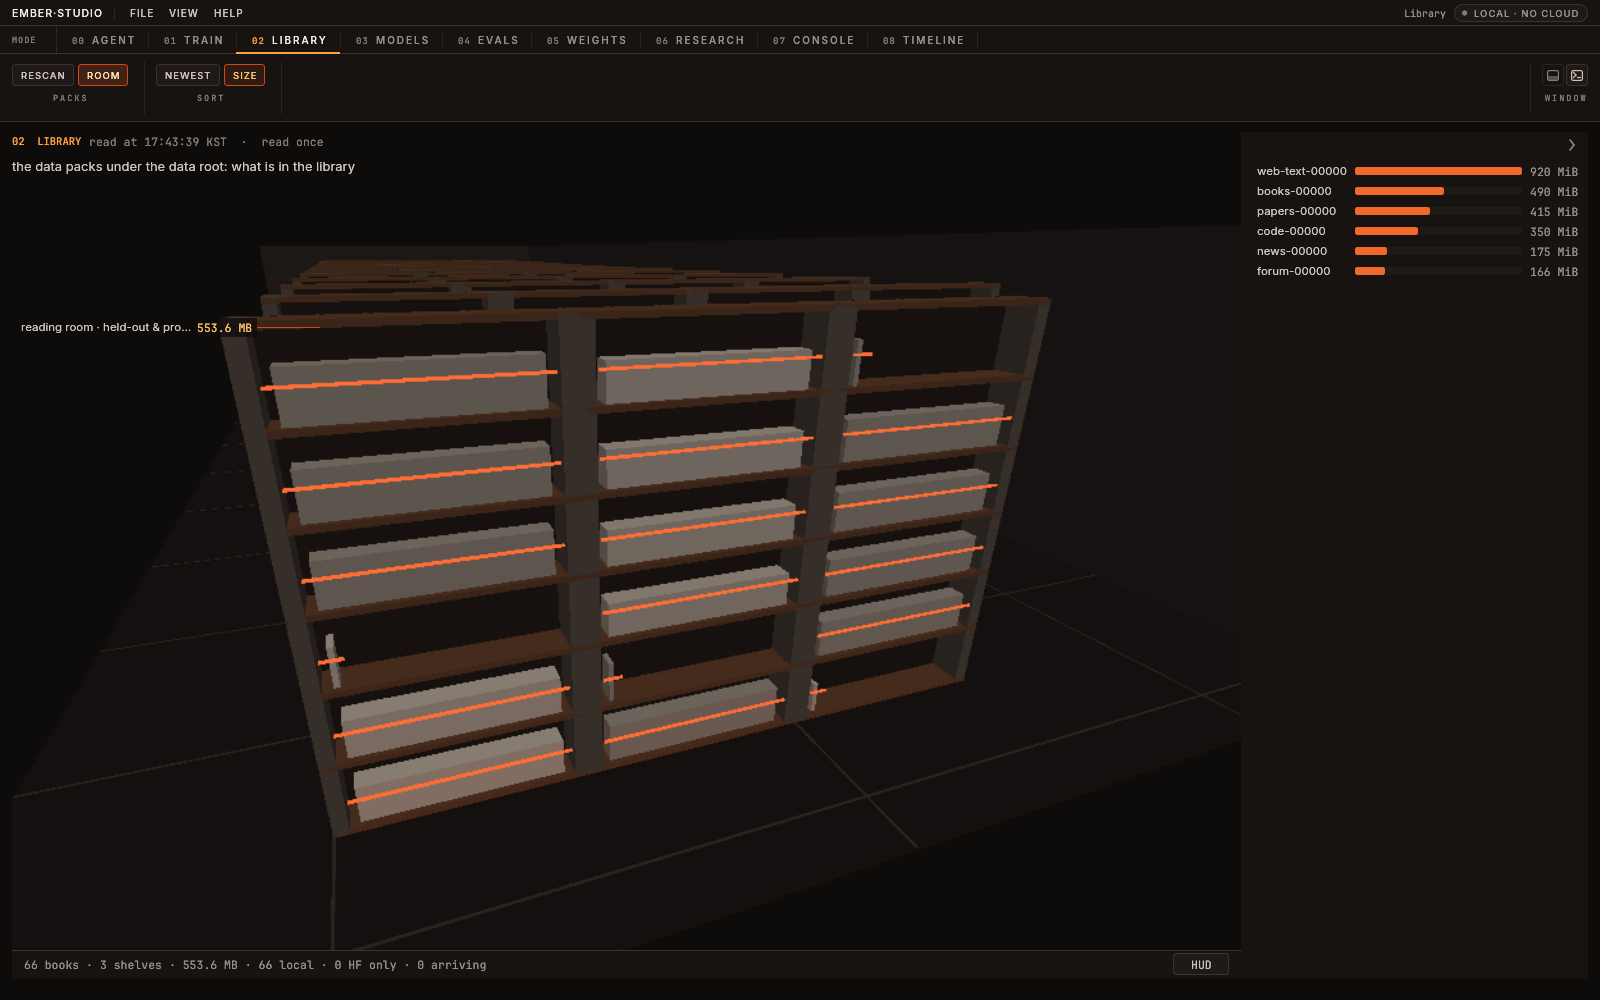 EMBER·STUDIO FILE VIEW HELP Library LOCAL · NO CLOUD
MODE 00 AGENT 01 TRAIN 02 LIBRARY 03 MODELS 04 EVALS 05 WEIGHTS 06 RESEARCH 07 CONSOLE 08 TIMELINE
RESCAN ROOM NEWEST SIZE
PACKS SORT WINDOW
02 LIBRARY read at 17:43:39 KST · read once
the data packs under the data root: what is in the library
web-text-00000 920 MiB
books-00000 490 MiB
papers-00000 415 MiB
code-00000 350 MiB
news-00000 175 MiB
forum-00000 166 MiB
reading room · held-out & pro... 553.6 MB
66 books · 3 shelves · 553.6 MB · 66 local · 0 HF only · 0 arriving HUD